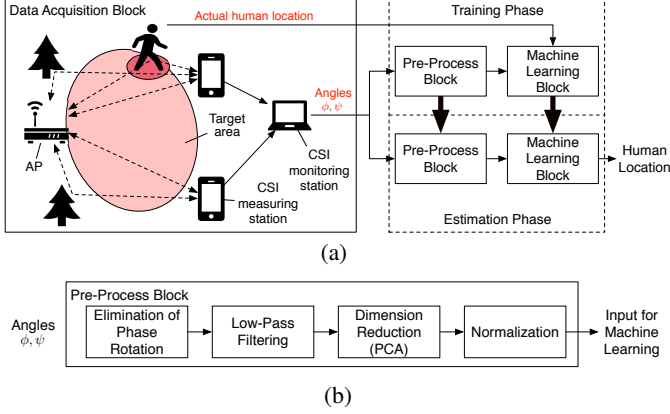 Data Acquisition Block
Actual human location
Training Phase
Pre-Process
Block
Machine
Learning
Block
Angles
ϕ, ψ
Target
area
AP
CSI
monitoring
station
CSI
measuring
station
Pre-Process
Block
Machine
Learning
Block
Human
Location
Estimation Phase
(a)
Pre-Process Block
Angles
ϕ, ψ
Elimination of
Phase
Rotation
Low-Pass
Filtering
Dimension
Reduction
(PCA)
Normalization
Input for
Machine
Learning
(b)